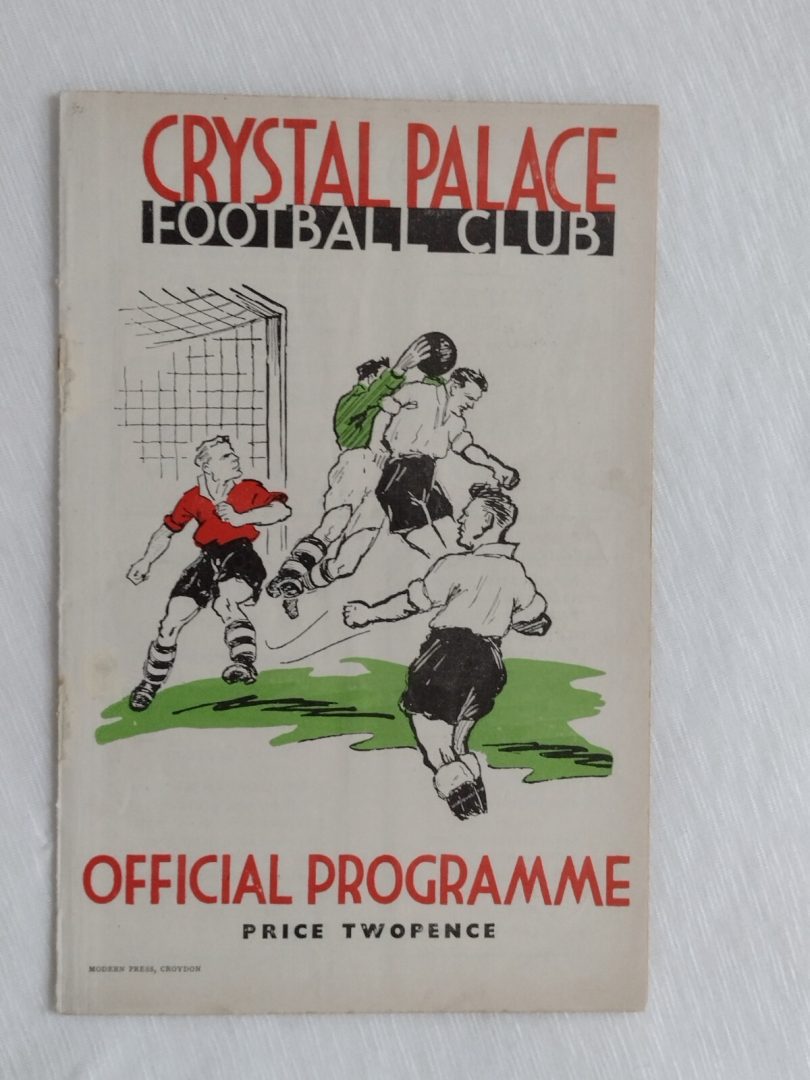 CRYSTAL PALACE
FOOTBALL CLUB
OFFICIAL PROGRAMME
PRICE TWOPENCE
MODERN PRESS, CROYDON